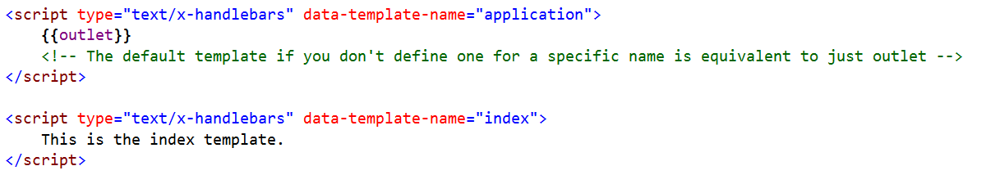 <script type="text/x-handlebars" data-template-name="application">
    {{outlet}}
    <!-- The default template if you don't define one for a specific name is equivalent to just outlet -->
</script>

<script type="text/x-handlebars" data-template-name="index">
    This is the index template.
</script>